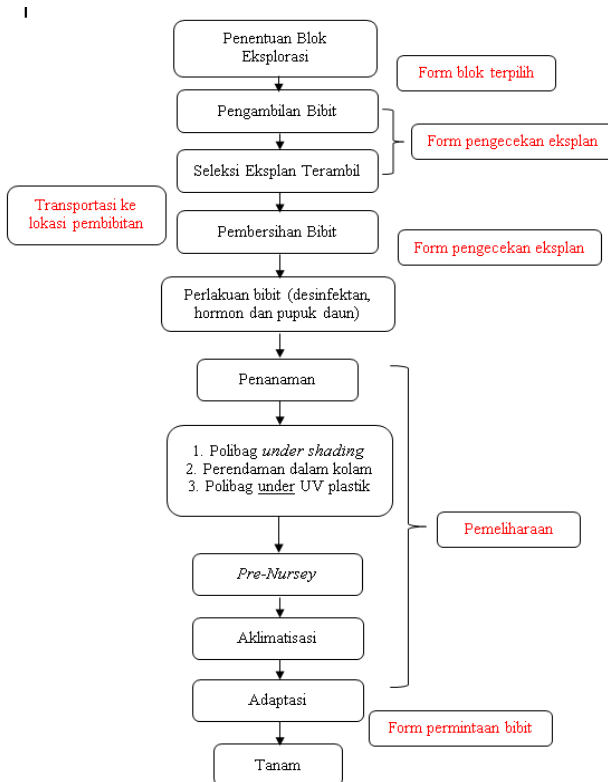 I
Penentuan Blok
Eksplorasi
Form blok terpilih
Pengambilan Bibit
Form pengecekan eksplan
Seleksi Eksplan Terambil
Transportasi ke
lokasi pembibitan
Pembersihan Bibit
Form pengecekan eksplan
Perlakuan bibit (desinfektan,
hormon dan pupuk daun)
Penanaman
1. Polibag under shading
2. Perendaman dalam kolam
3. Polibag under UV plastik
Pemeliharaan
Pre-Nursey
Aklimatisasi
Adaptasi
Form permintaan bibit
Tanam